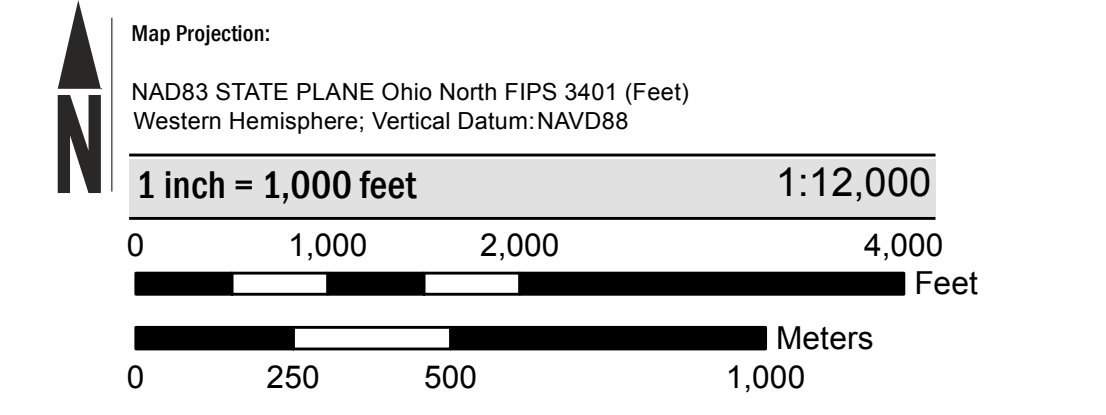 Map Projection:
NAD83 STATE PLANE Ohio North FIPS 3401 (Feet)
Western Hemisphere; Vertical Datum: NAVD88
N
1 inch = 1,000 feet 1:12,000
0 1,000 2,000 4,000
Feet
Meters
0 250 500 1,000